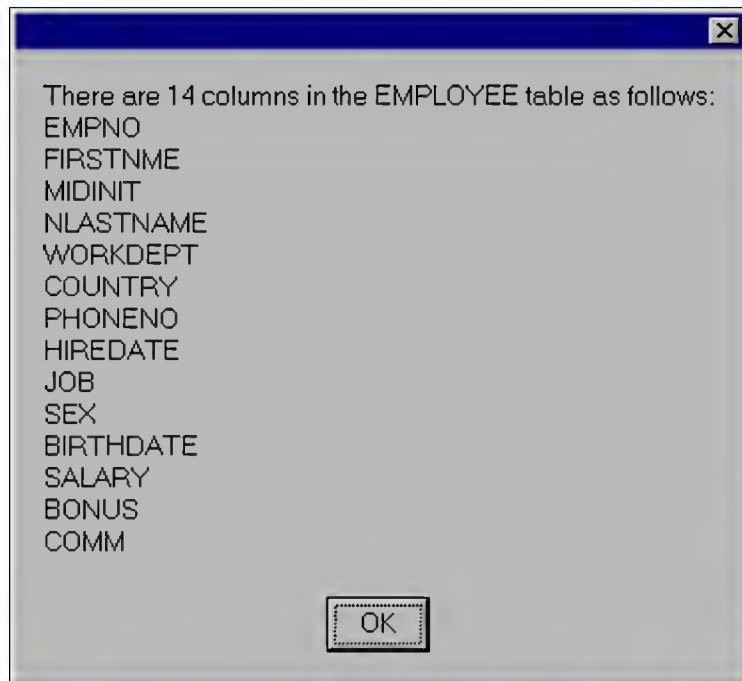 There are 14 columns in the EMPLOYEE table as follows:
EMPNO
FIRSTNME
MIDINIT
NLASTNAME
WORKDEPT
COUNTRY
PHONENO
HIREDATE
JOB
SEX
BIRTHDATE
SALARY
BONUS
COMM
OK